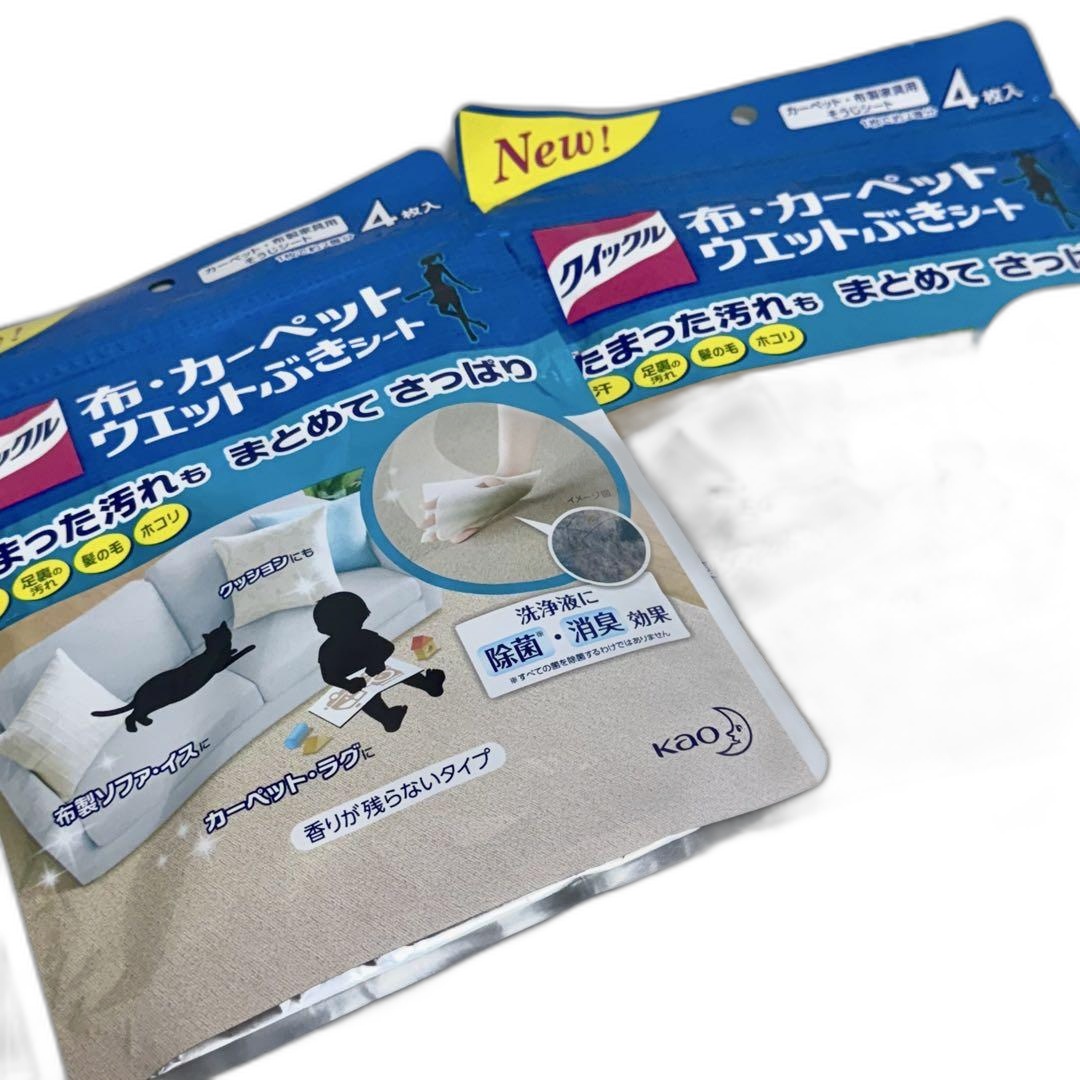 New!
カーペット・布製家具用
そうじシート
4枚入
クイックル
布・カーペット
ウエットぶきシート
たまった汚れも まとめて さっぱ
汗
足裏の
汚れ
髪の毛
ホコリ
!
カーペット・布製家具用
そうじシート
4枚入
ックル
布・カーペット
ウエットぶきシート
まった汚れも まとめて さっぱり
足裏の
汚れ
髪の毛
ホコリ
クッションにも
イメージ図
洗浄液に
除菌※・消臭 効果
※すべての菌を除菌するわけではありません
布製ソファ・イスに
カーペット・ラグに
香りが残らないタイプ
Kao